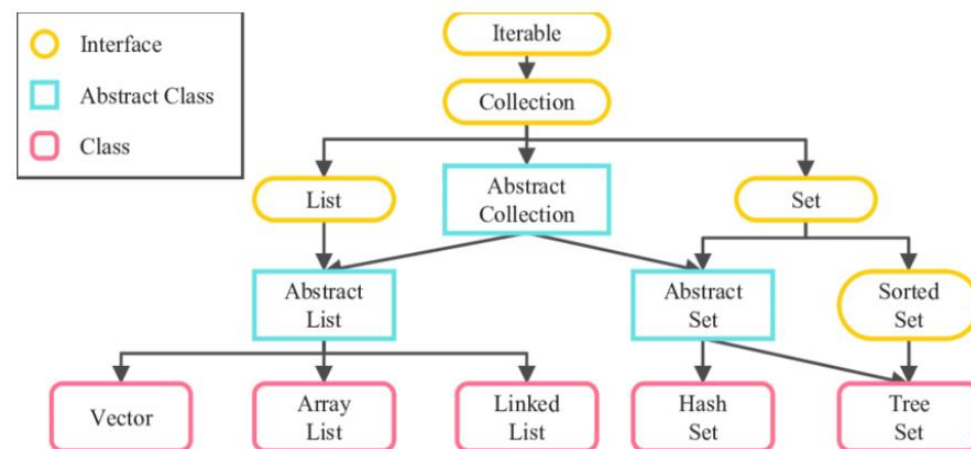 Interface
Abstract Class
Class
Iterable
Collection
List
Abstract
Collection
Set
Abstract
List
Abstract
Set
Sorted
Set
Vector
Array
List
Linked
List
Hash
Set
Tree
Set